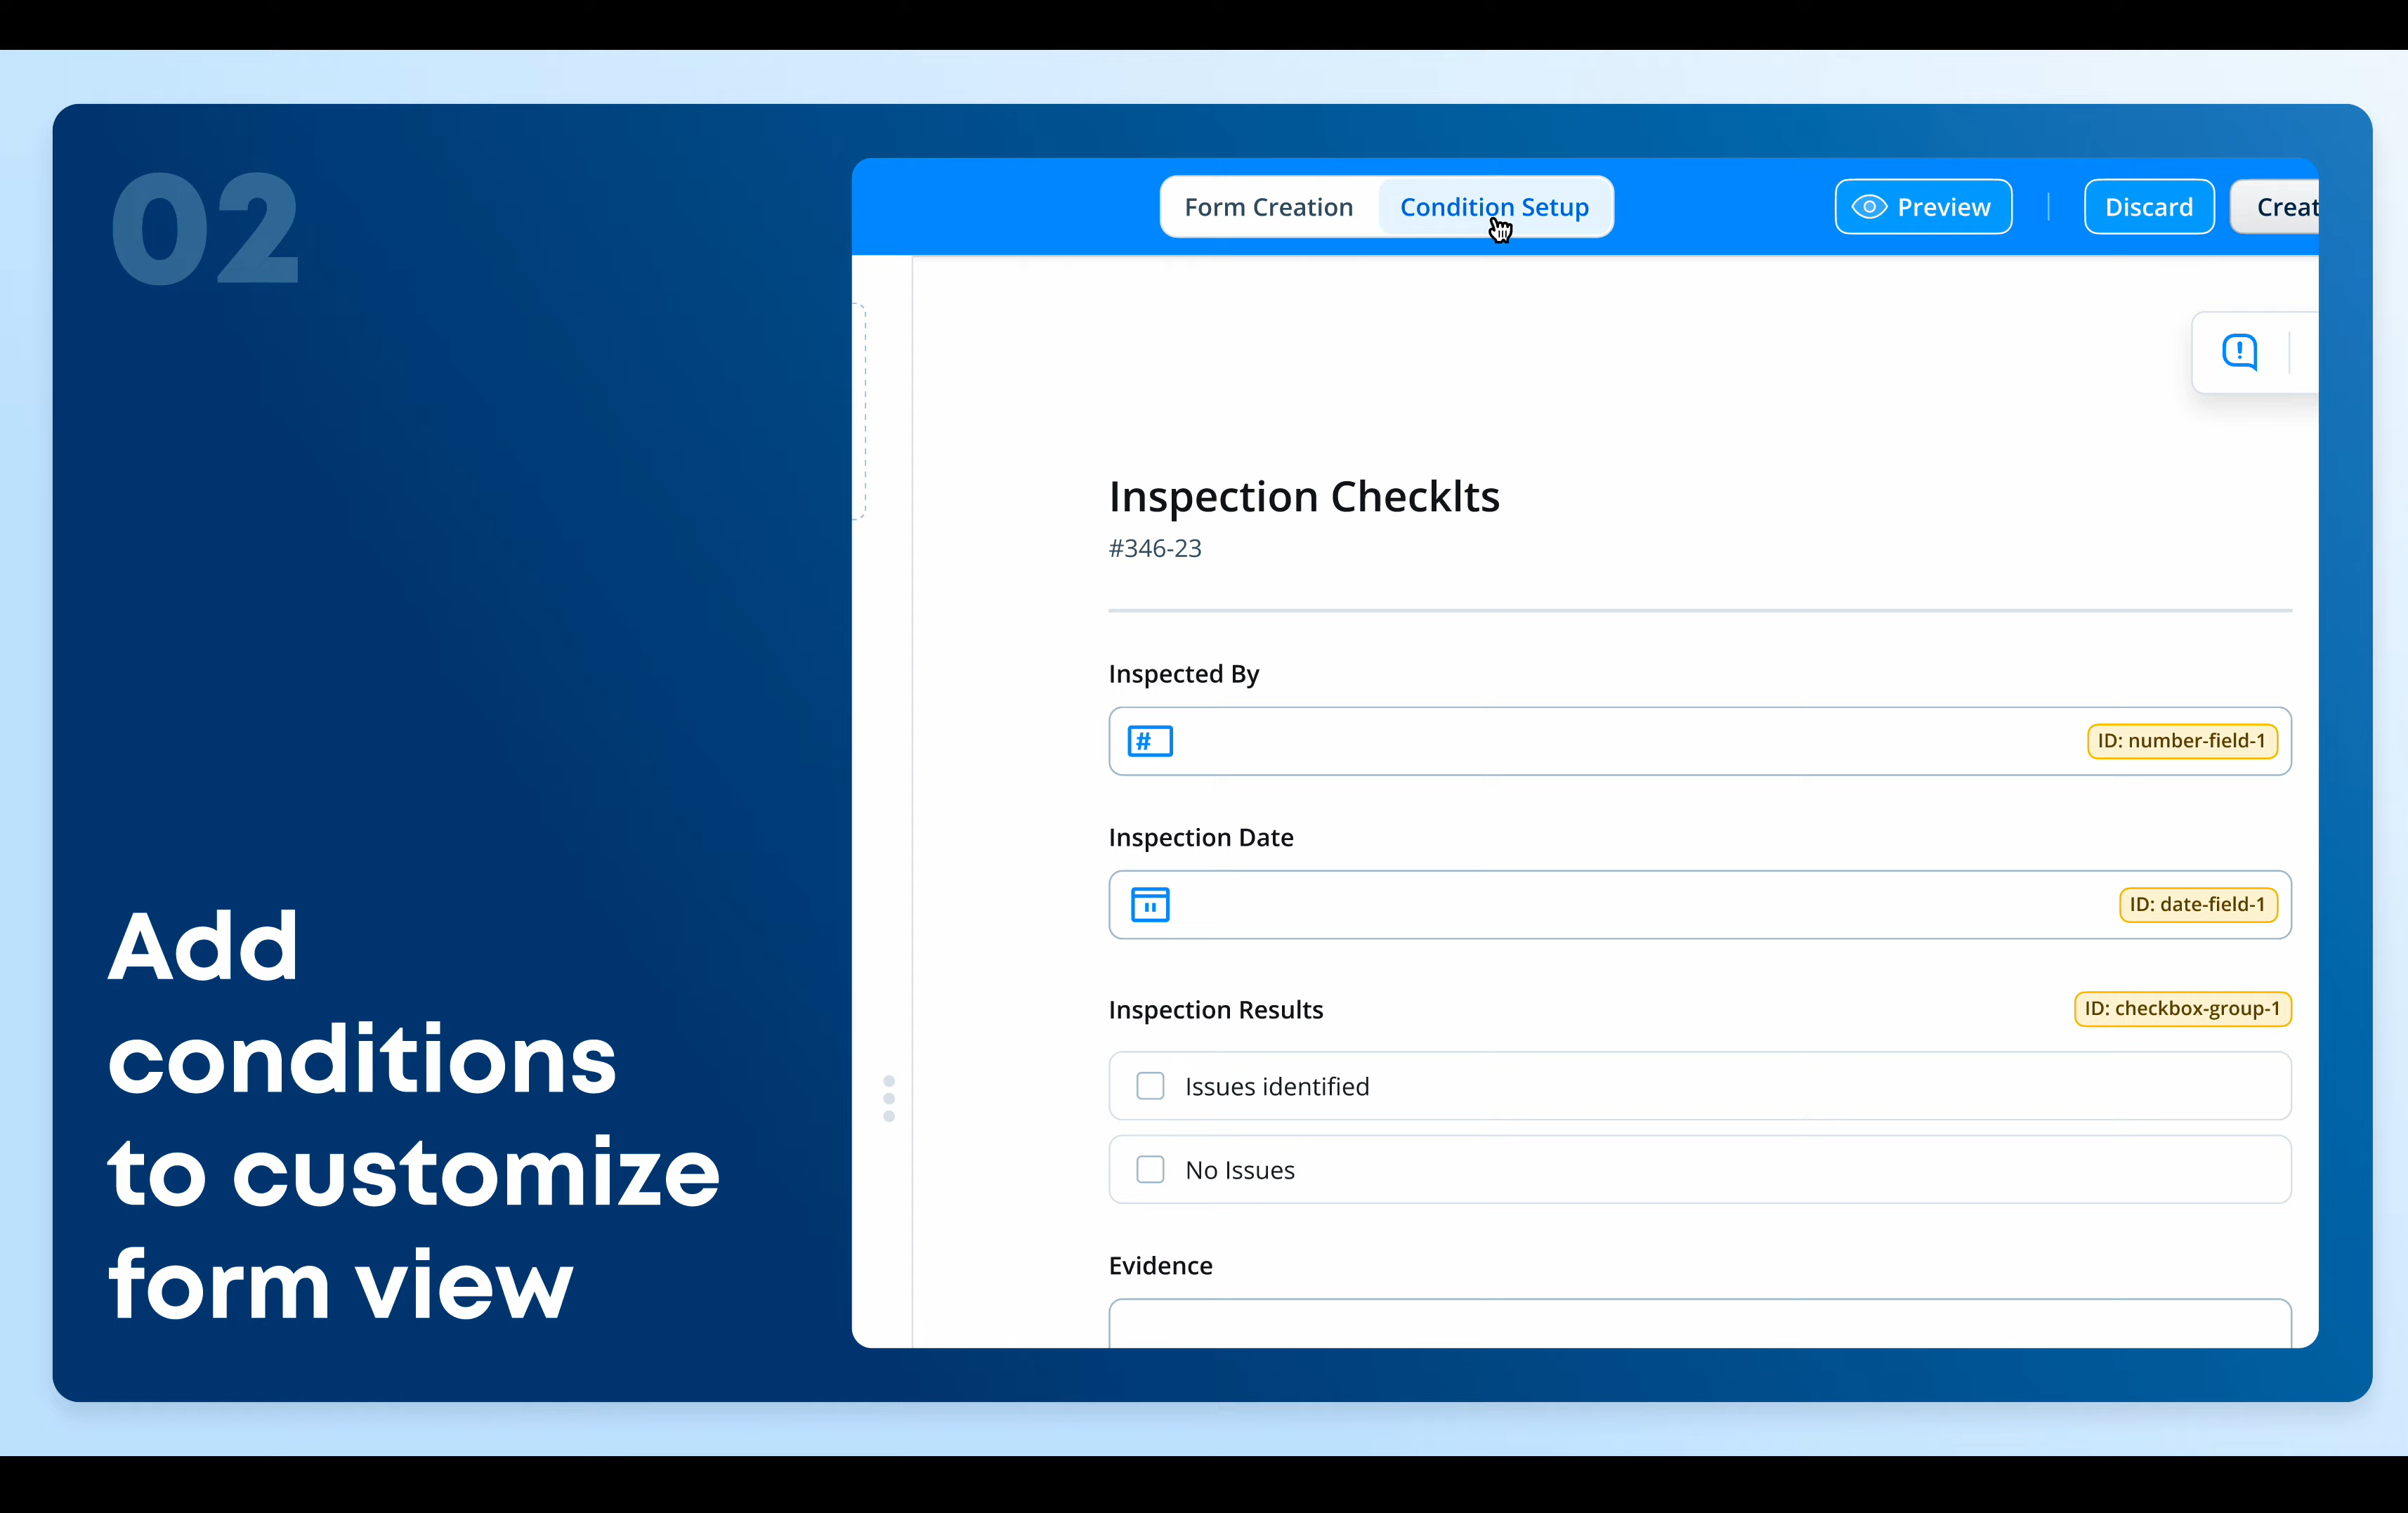 02
Add
conditions
to customize
form view
Form Creation
Condition Setup
Preview
Discard
Creat
Inspection Checklts
#346-23
Inspected By
#
ID: number-field-1
Inspection Date
ID: date-field-1
Inspection Results
ID: checkbox-group-1
Issues identified
No Issues
Evidence